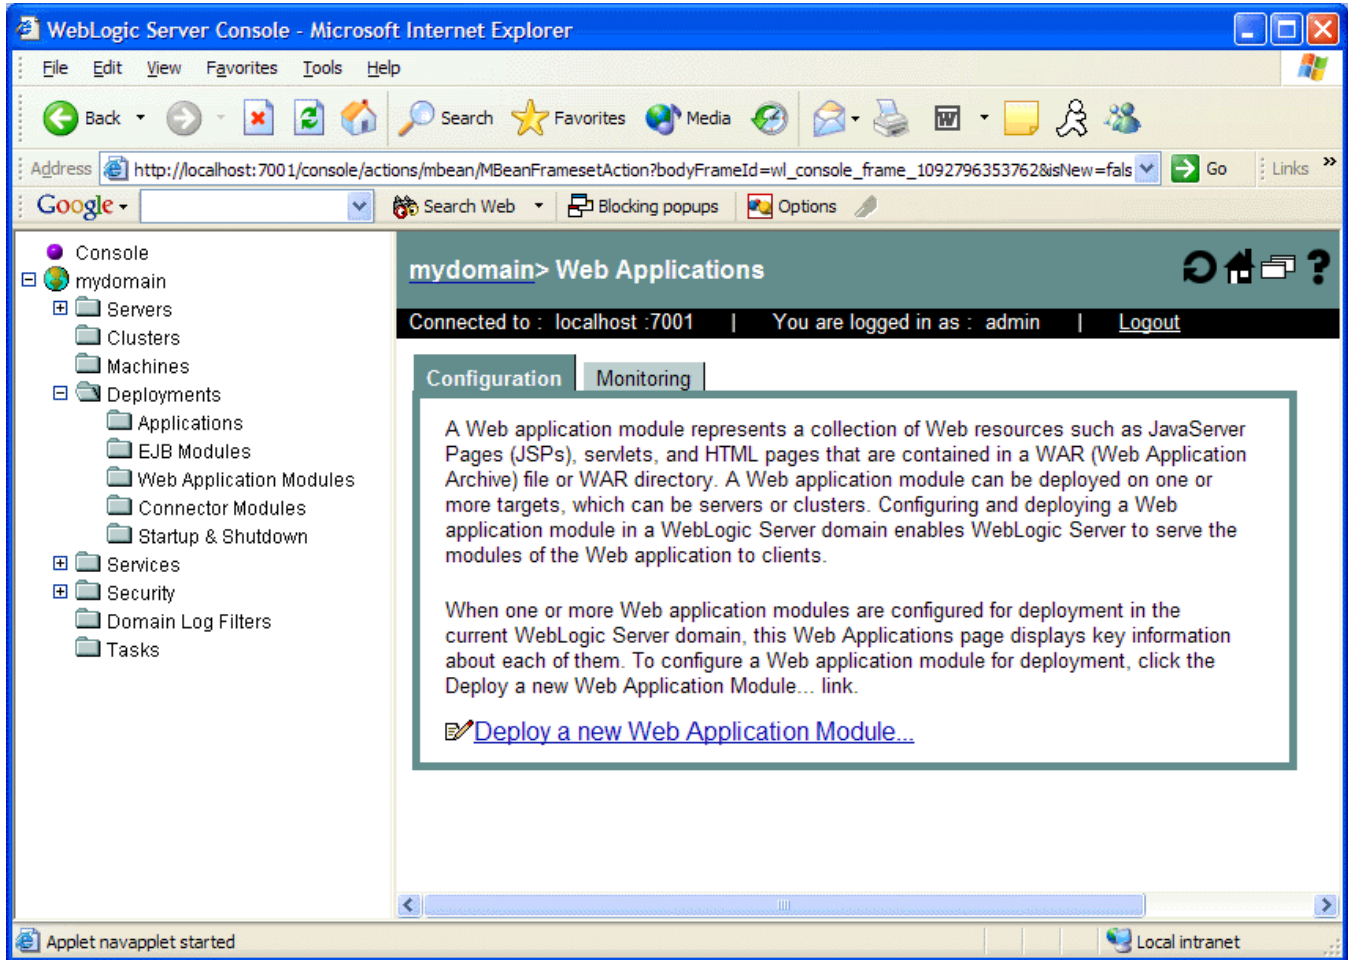 WebLogic Server Console - Microsoft Internet Explorer
File Edit View Favorites Tools Help
Back Search Favorites Media
Address http://localhost:7001/console/actions/mbean/MBeanFramesetAction?bodyFrameId=wl_console_frame_1092796353762&isNew=fals Go Links »
Google Search Web Blocking popups Options
Console
mydomain
Servers
Clusters
Machines
Deployments
Applications
EJB Modules
Web Application Modules
Connector Modules
Startup & Shutdown
Services
Security
Domain Log Filters
Tasks
mydomain> Web Applications
Connected to : localhost :7001 | You are logged in as : admin | Logout
Configuration Monitoring
A Web application module represents a collection of Web resources such as JavaServer
Pages (JSPs), servlets, and HTML pages that are contained in a WAR (Web Application
Archive) file or WAR directory. A Web application module can be deployed on one or
more targets, which can be servers or clusters. Configuring and deploying a Web
application module in a WebLogic Server domain enables WebLogic Server to serve the
modules of the Web application to clients.
When one or more Web application modules are configured for deployment in the
current WebLogic Server domain, this Web Applications page displays key information
about each of them. To configure a Web application module for deployment, click the
Deploy a new Web Application Module... link.
Deploy a new Web Application Module...
Applet navapplet started
Local intranet